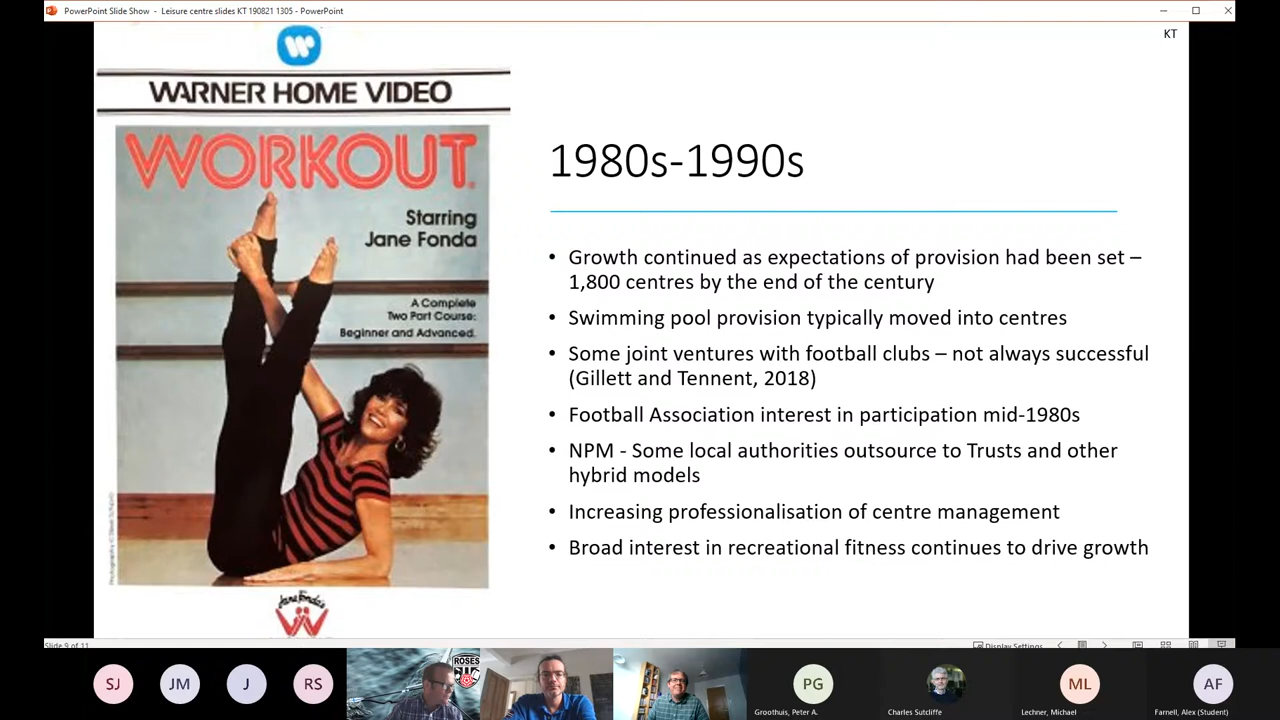 PowerPoint Slide Show - Leisure centre slides KT 190821 1305 - PowerPoint
KT
WARNER HOME VIDEO
WORKOUT
Starring
Jane Fonda
A Complete
Two Part Course:
Beginner and Advanced.
Jane Fonda's
1980s-1990s
• Growth continued as expectations of provision had been set –
1,800 centres by the end of the century
• Swimming pool provision typically moved into centres
• Some joint ventures with football clubs – not always successful
(Gillett and Tennent, 2018)
• Football Association interest in participation mid-1980s
• NPM - Some local authorities outsource to Trusts and other
hybrid models
• Increasing professionalisation of centre management
• Broad interest in recreational fitness continues to drive growth
Slide 9 of 11
Display Settings
SJ
JM
J
RS
ROSES
PG
ML
AF
Groothuis, Peter A.
Charles Sutcliffe
Lechner, Michael
Farnell, Alex (Student)